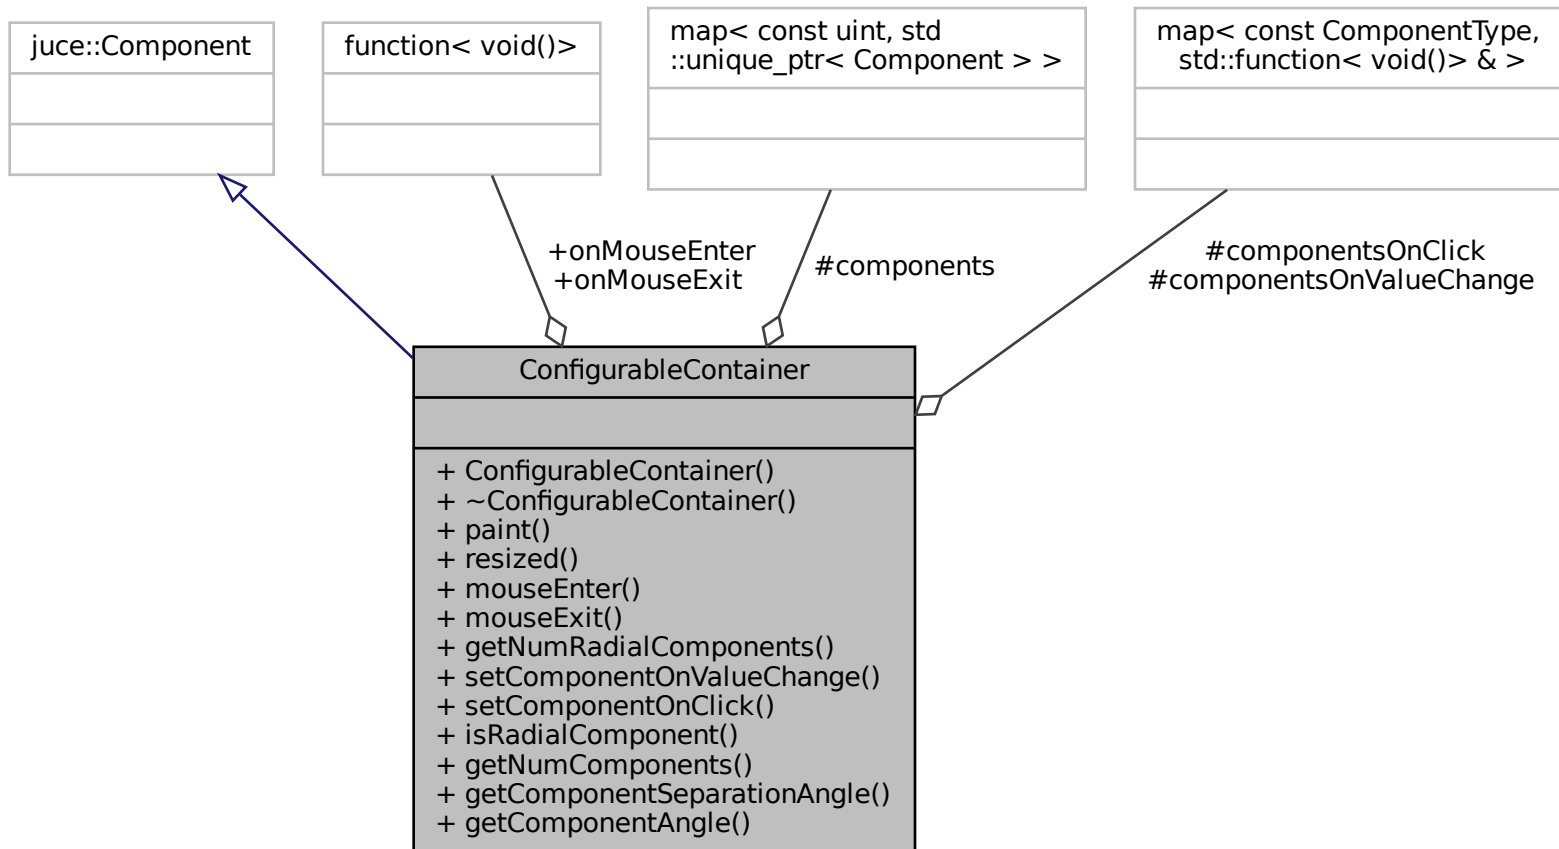 juce::Component
function< void()>
map< const uint, std
::unique_ptr< Component > >
map< const ComponentType,
std::function< void()> & >
+onMouseEnter
+onMouseExit
#components
#componentsOnClick
#componentsOnValueChange
ConfigurableContainer
+ ConfigurableContainer()
+ ~ConfigurableContainer()
+ paint()
+ resized()
+ mouseEnter()
+ mouseExit()
+ getNumRadialComponents()
+ setComponentOnValueChange()
+ setComponentOnClick()
+ isRadialComponent()
+ getNumComponents()
+ getComponentSeparationAngle()
+ getComponentAngle()